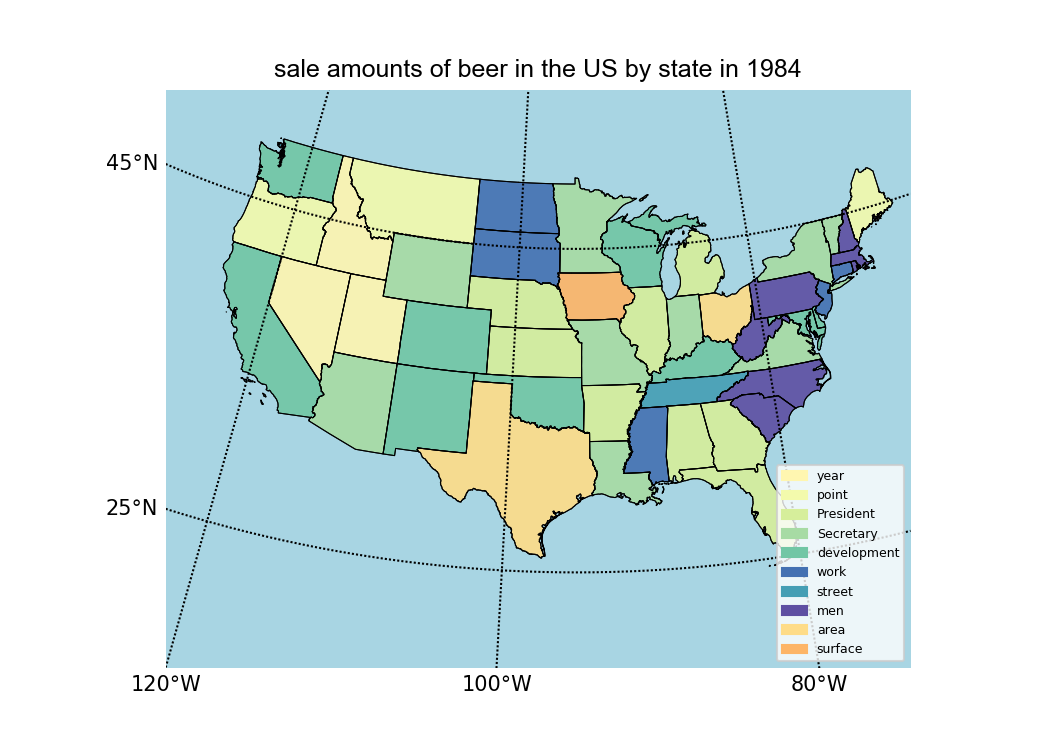 sale amounts of beer in the US by state in 1984
45°N
25°N
120°W
100°W
80°W
year
point
President
Secretary
development
work
street
men
area
surface